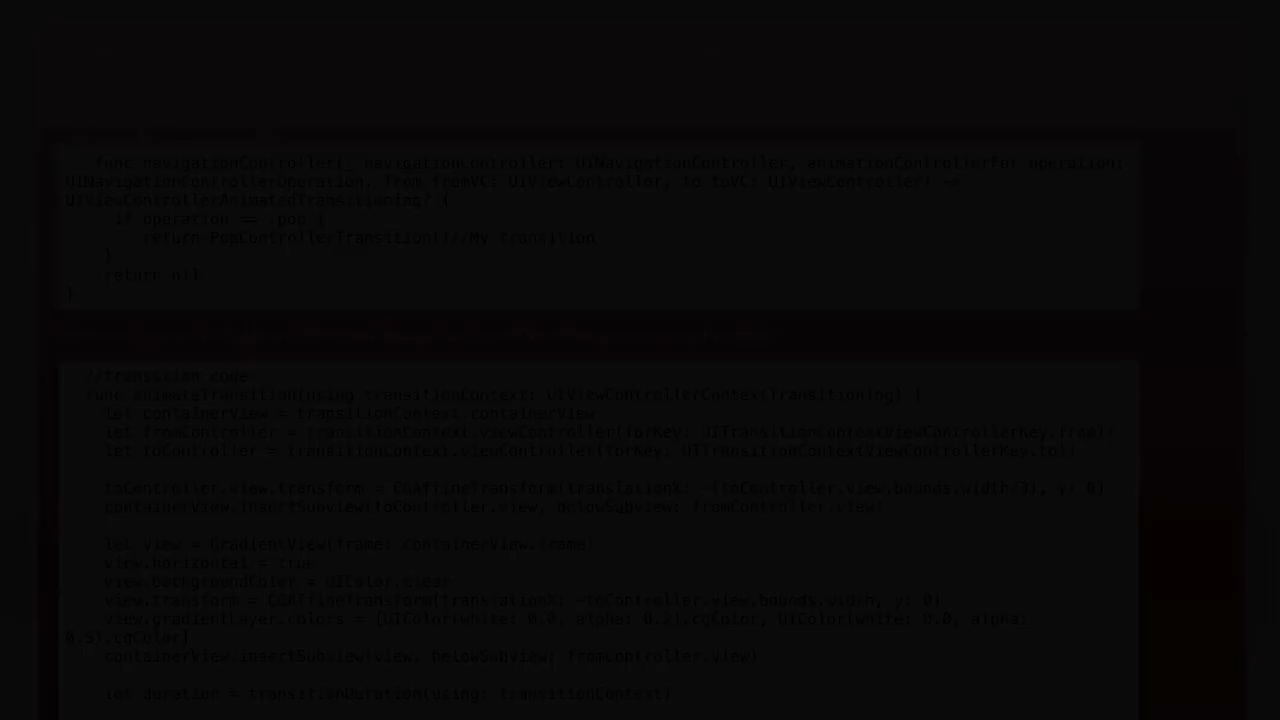 func navigationController(_ navigationController: UINavigationController, animationControllerFor operation:
UINavigationControllerOperation, from fromVC: UIViewController, to toVC: UIViewController) ->
UIViewControllerAnimatedTransitioning? {
if operation == .pop {
return PopControllerTransition()//My transition
}
return nil
}
//transition code
func animateTransition(using transitionContext: UIViewControllerContextTransitioning) {
let containerView = transitionContext.containerView
let fromController = transitionContext.viewController(forKey: UITransitionContextViewControllerKey.from)!
let toController = transitionContext.viewController(forKey: UITransitionContextViewControllerKey.to)!
toController.view.transform = CGAffineTransform(translationX: -(toController.view.bounds.width/3), y: 0)
containerView.insertSubview(toController.view, belowSubview: fromController.view)
let view = GradientView(frame: containerView.frame)
view.horizontal = true
view.backgroundColor = UIColor.clear
view.transform = CGAffineTransform(translationX: -toController.view.bounds.width, y: 0)
view.gradientLayer.colors = [UIColor(white: 0.0, alpha: 0.2).cgColor, UIColor(white: 0.0, alpha:
0.5).cgColor]
containerView.insertSubview(view, belowSubview: fromController.view)
let duration = transitionDuration(using: transitionContext)